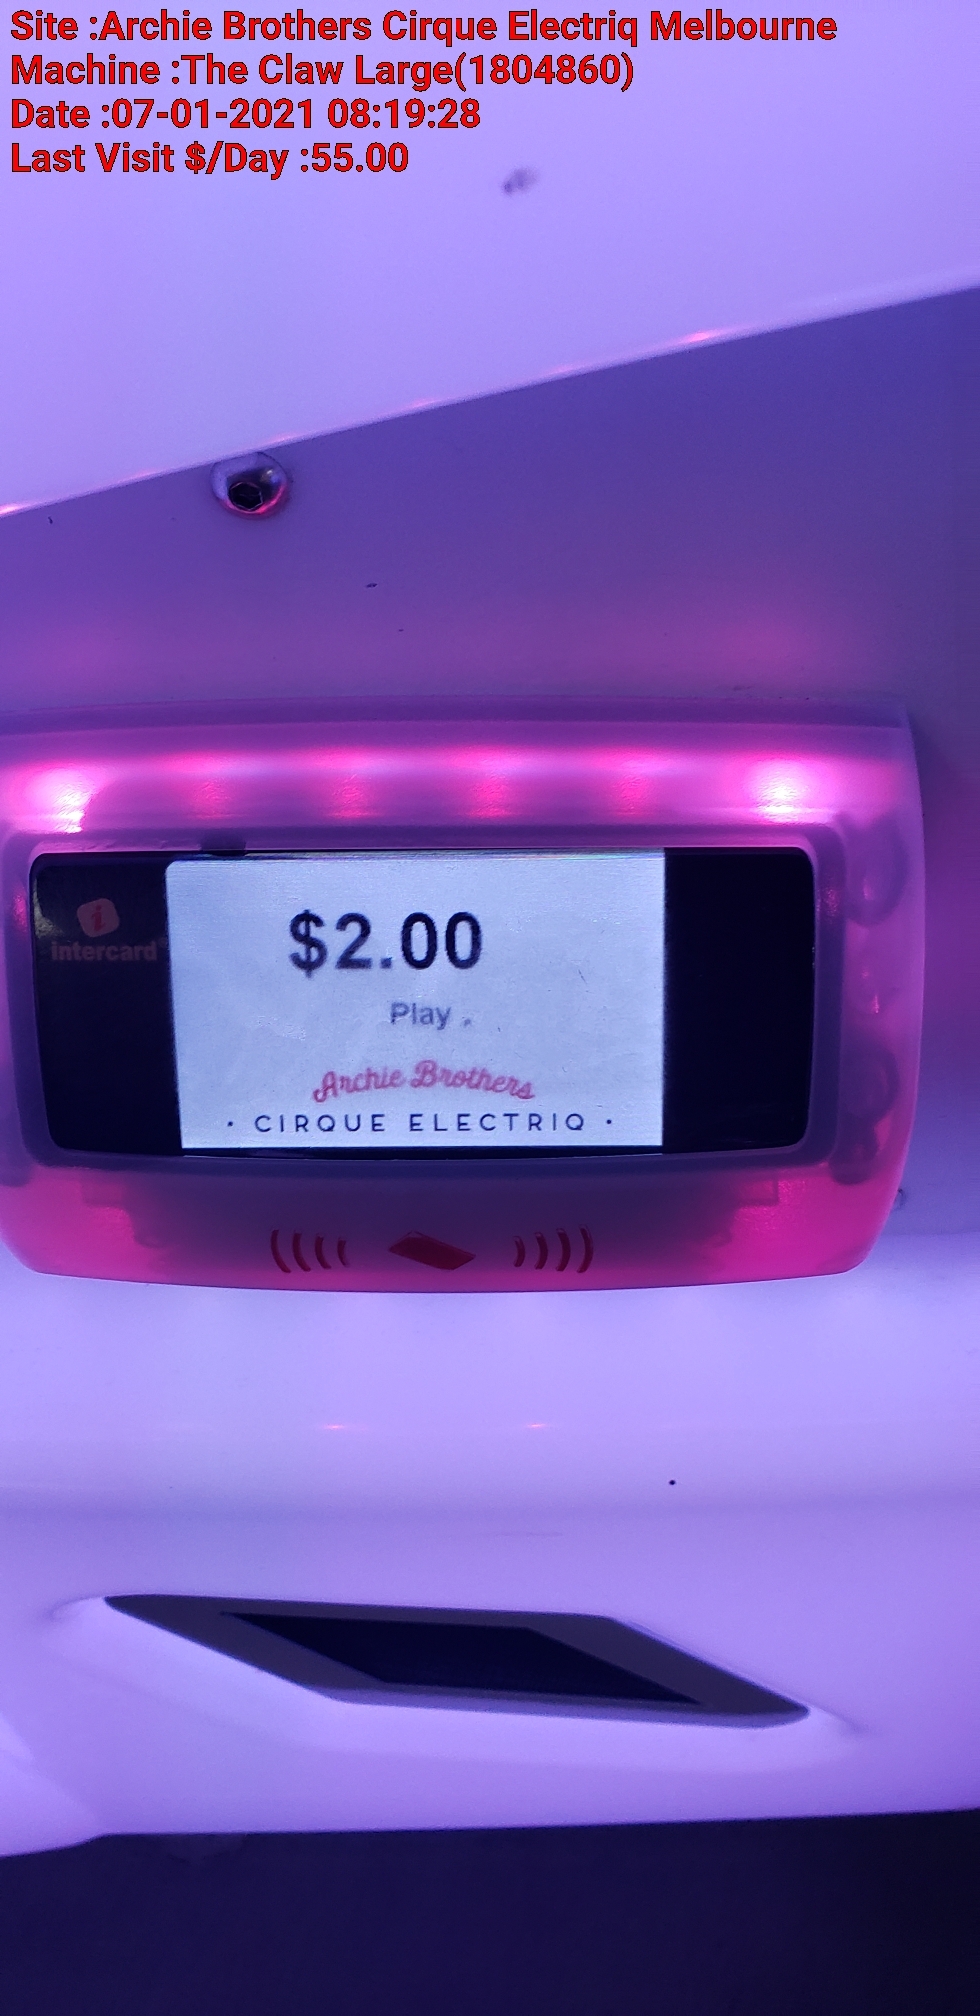 Site :Archie Brothers Cirque Electriq Melbourne
Machine :The Claw Large(1804860)
Date :07-01-2021 08:19:28
Last Visit $/Day :55.00
intercard
$2.00
Play
Archie Brothers
· CIRQUE ELECTRIQ ·